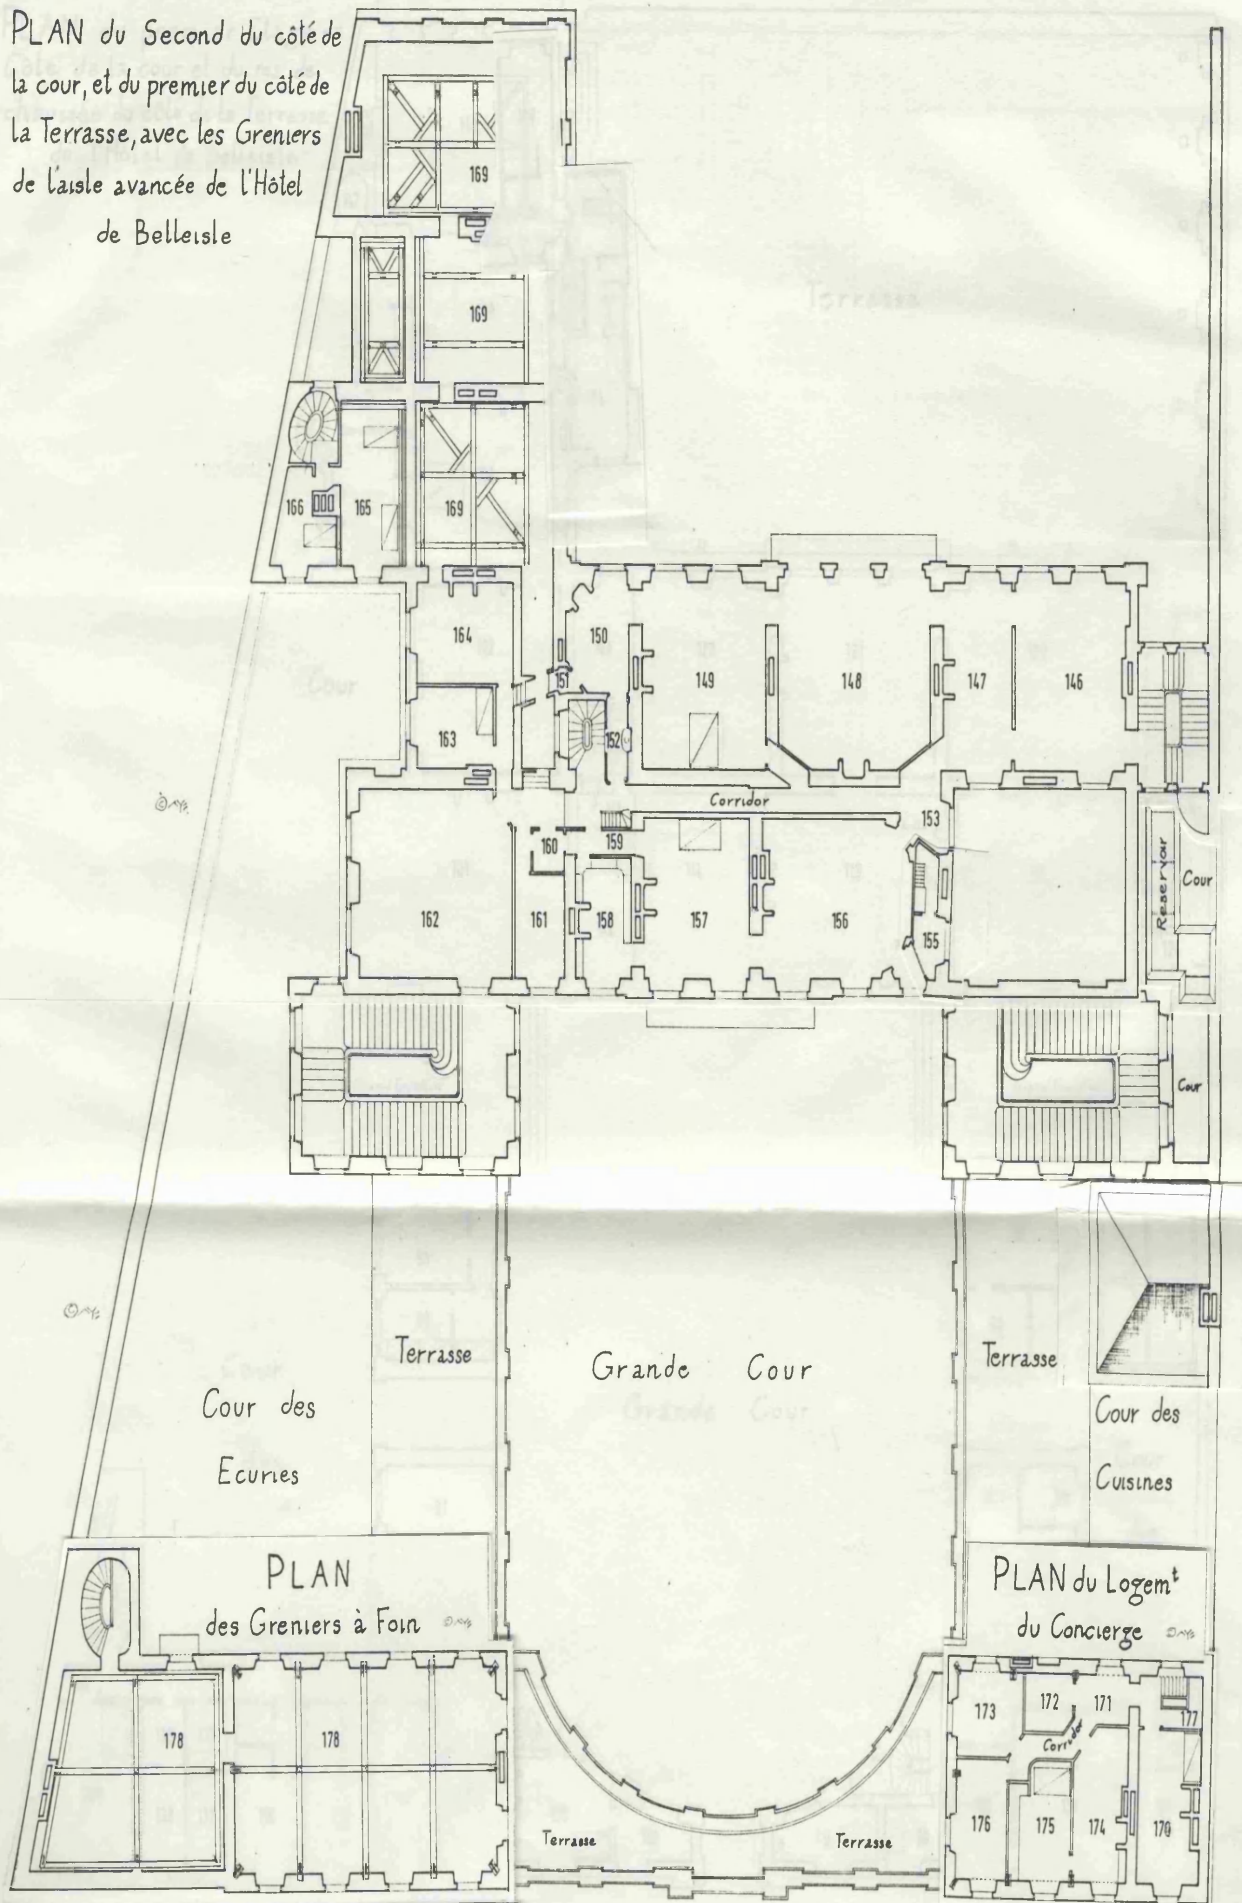 PLAN du Second du côté de
la cour, et du premier du côté de
la Terrasse, avec les Greniers
de l'aisle avancée de l'Hôtel
de Belleisle
169
169
169
166
165
Terrasse
164
163
Cour
150
151
152
149
148
147
146
Corridor
153
159
160
162
161
158
157
156
155
Reservoir
Cour
Cour
Terrasse
Grande Cour
Terrasse
Cour des
Ecuries
Cour des
Cuisines
PLAN
des Greniers à Foin
PLAN du Logemt
du Concierge
178
178
173
172
171
177
Corridor
176
175
174
170
Terrasse
Terrasse